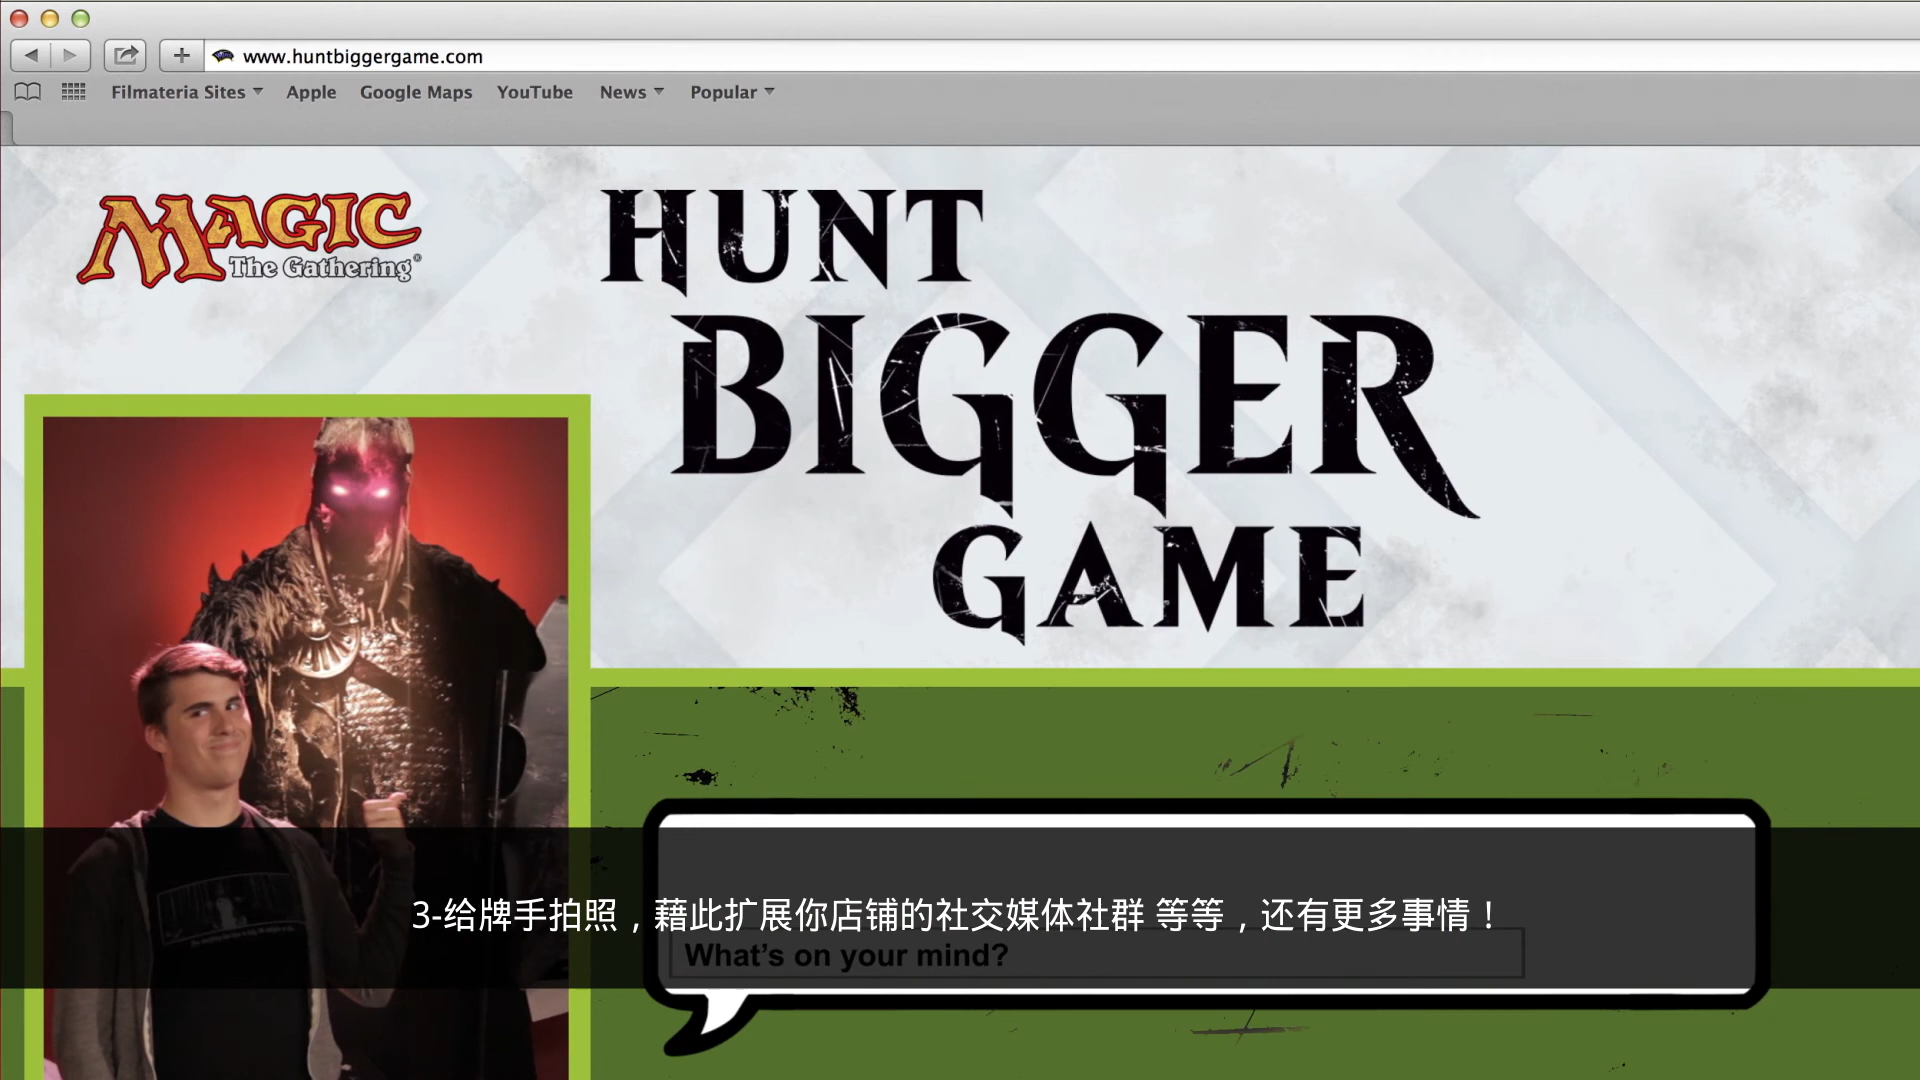 www.huntbiggergame.com
Filmateria Sites Apple Google Maps YouTube News Popular
MAGIC
The Gathering®
HUNT
BIGGER
GAME
3-给牌手拍照，藉此扩展你店铺的社交媒体社群 等等，还有更多事情！
What's on your mind?